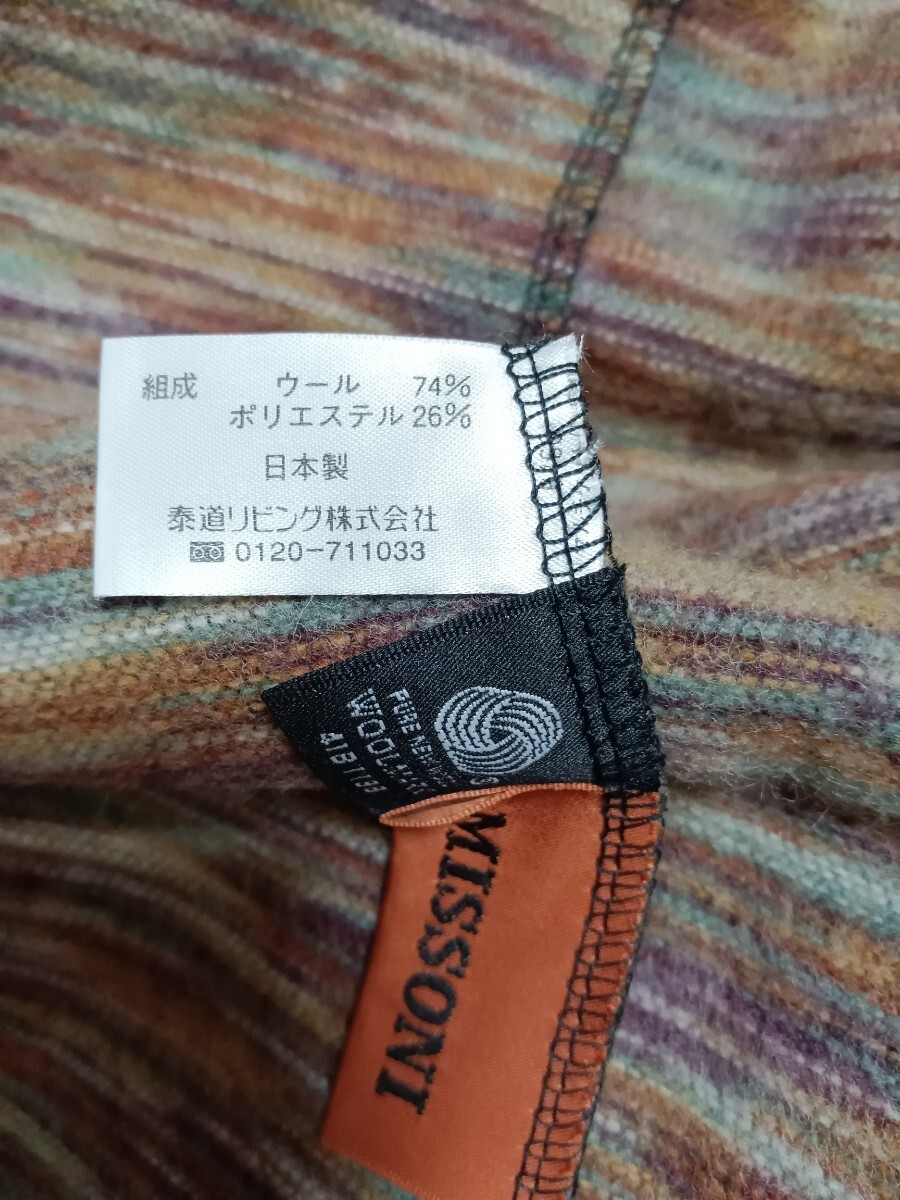 組成 ウール 74%
ポリエステル 26%
日本製
泰道リビング株式会社
0120-711033
PURE NEW
WOOL
MISSONI